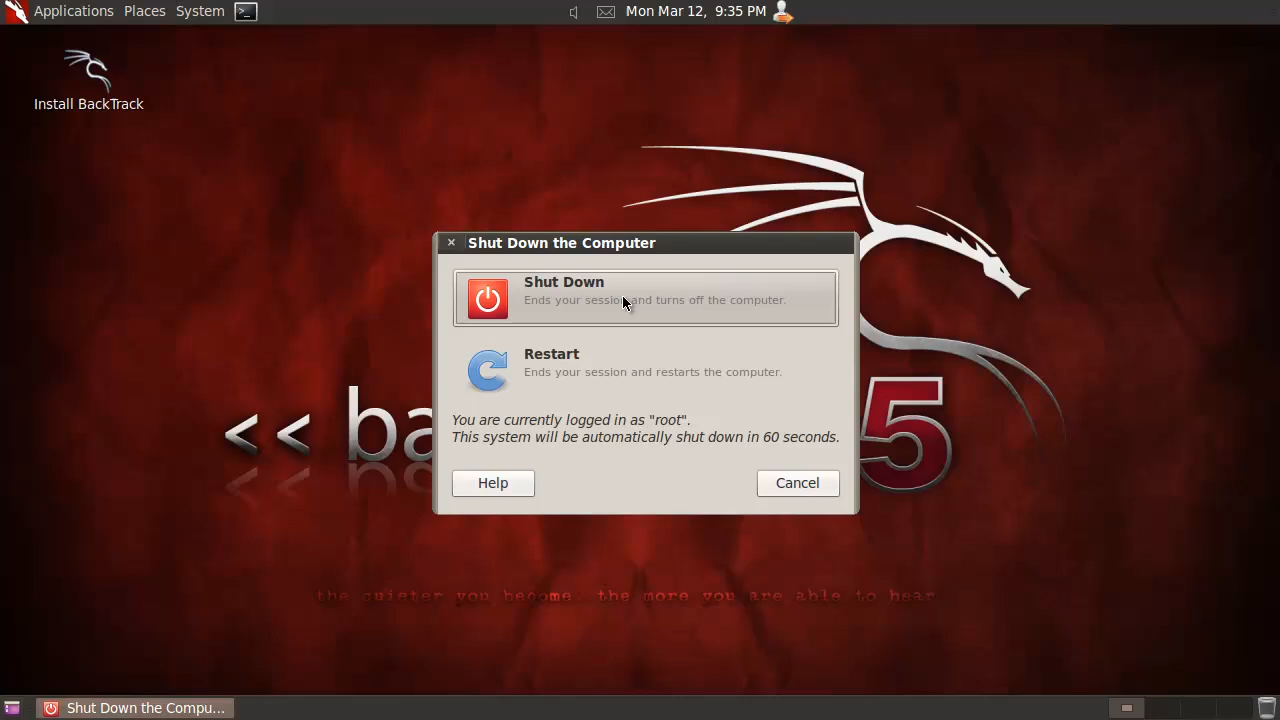 Applications Places System Mon Mar 12, 9:35 PM
Install BackTrack
Shut Down the Computer
Shut Down
Ends your session and turns off the computer.
Restart
Ends your session and restarts the computer.
You are currently logged in as "root".
This system will be automatically shut down in 60 seconds.
Help Cancel
<< ba 5
the quieter you become, the more you are able to hear
Shut Down the Compu...